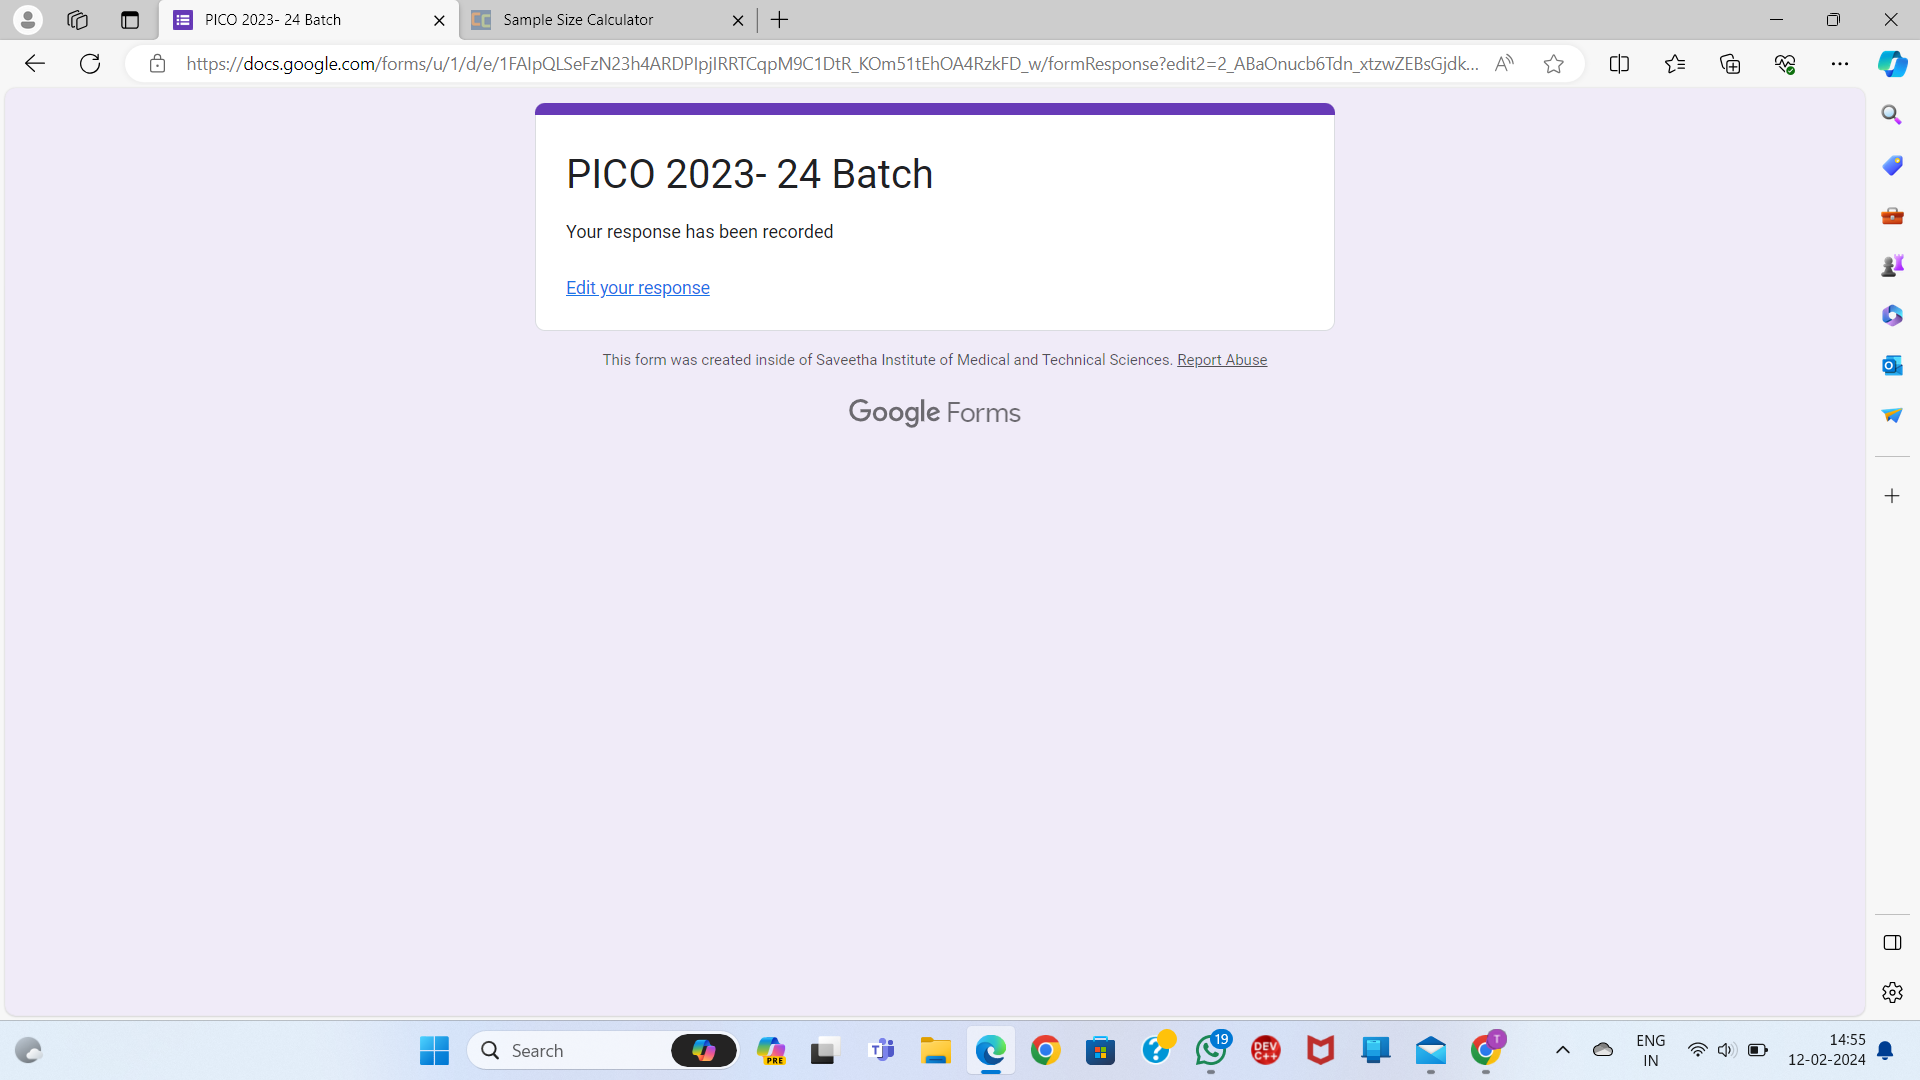 PICO 2023- 24 Batch
Sample Size Calculator
https://docs.google.com/forms/u/1/d/e/1FAIpQLSeFzN23h4ARDPIpjIRRTCqpM9C1DtR_KOm51tEhOA4RzkFD_w/formResponse?edit2=2_ABaOnucb6Tdn_xtzwZEBsGjdk...
PICO 2023- 24 Batch
Your response has been recorded
Edit your response
This form was created inside of Saveetha Institute of Medical and Technical Sciences. Report Abuse
Google Forms
Search
PRE
19
DEV C++
T
ENG
IN
14:55
12-02-2024